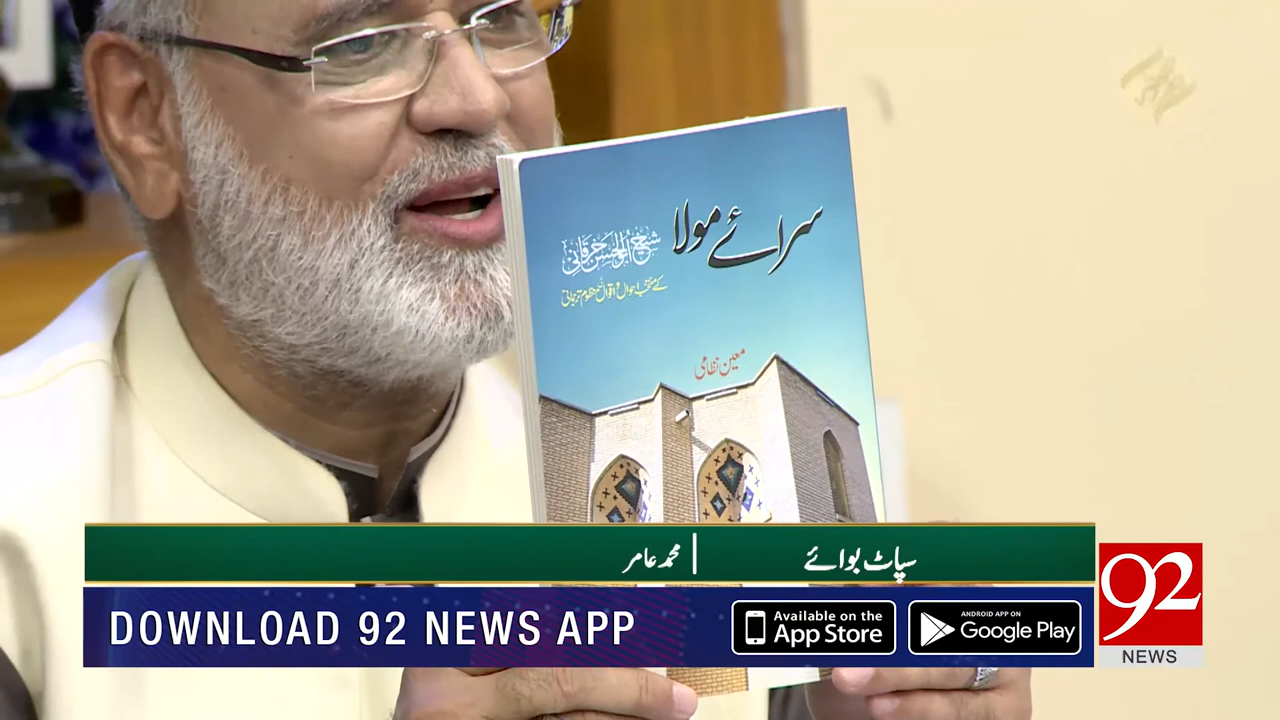 سرائے مولا
شیخ ابوالحسن خرقانی
کے منتخب احوال و اقوال کی منظوم ترجمانی
معین نظامی
سپاٹ بوائے | محمد عامر
DOWNLOAD 92 NEWS APP
Available on the
App Store
ANDROID APP ON
Google Play
92
NEWS